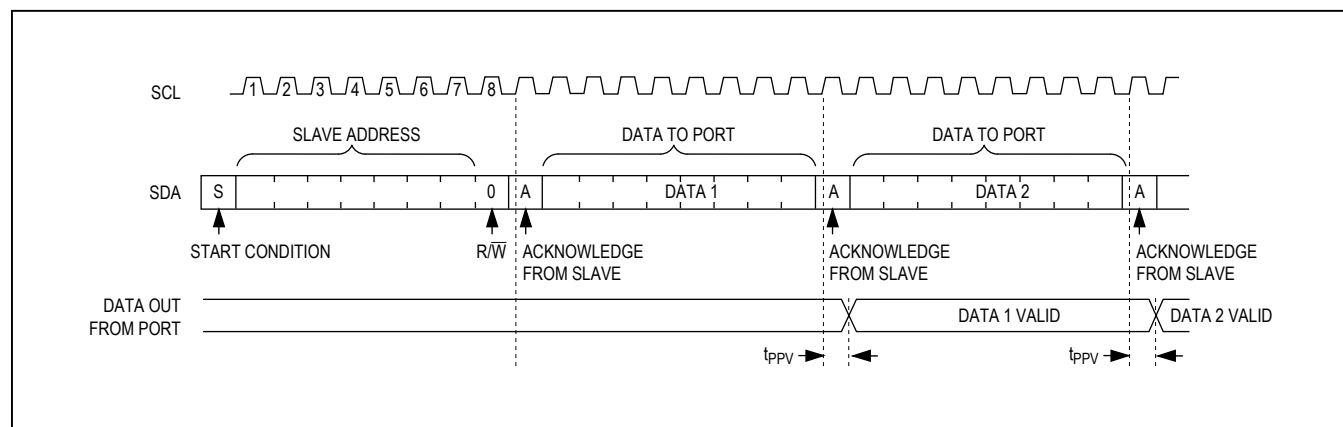 SCL
1 2 3 4 5 6 7 8
SLAVE ADDRESS DATA TO PORT DATA TO PORT
SDA S 0 A DATA 1 A DATA 2 A
START CONDITION R/W̅ ACKNOWLEDGE ACKNOWLEDGE ACKNOWLEDGE
FROM SLAVE FROM SLAVE FROM SLAVE
DATA OUT
FROM PORT
DATA 1 VALID DATA 2 VALID
tPPV tPPV